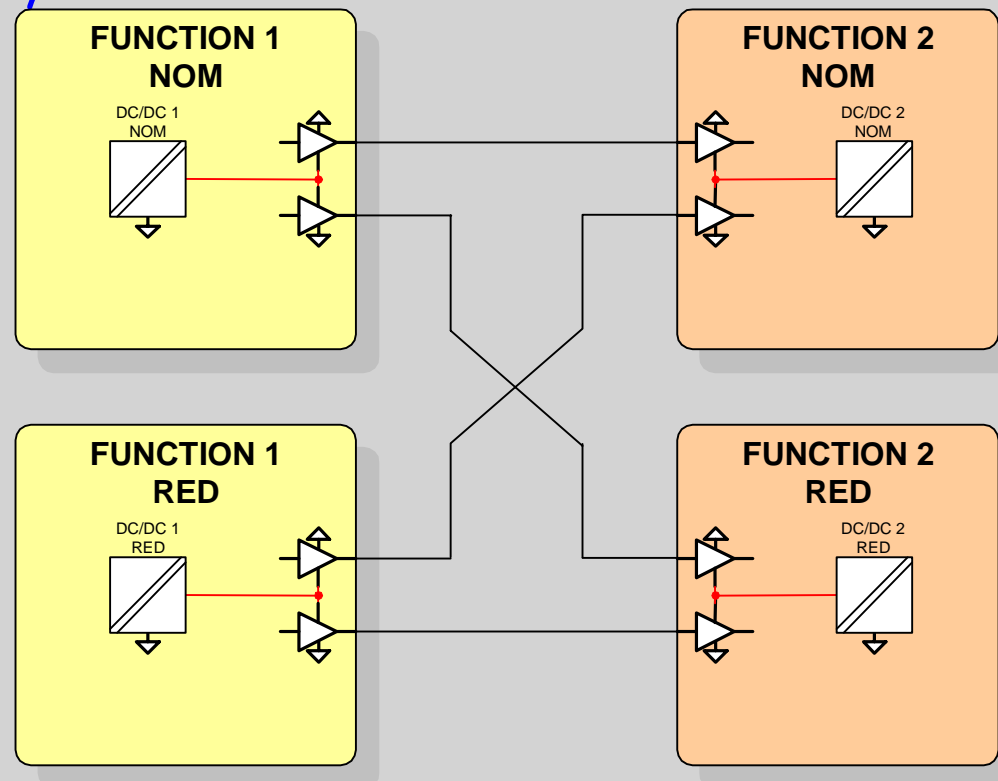 FUNCTION 1
NOM
DC/DC 1
NOM
FUNCTION 2
NOM
DC/DC 2
NOM
FUNCTION 1
RED
DC/DC 1
RED
FUNCTION 2
RED
DC/DC 2
RED